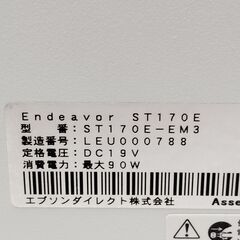 Endeavor ST170E
型 番：ST170E-EM3
製造番号：LEU000788
定格電圧：DC19V
消費電力：最大90W
エプソンダイレクト株式会社
Asse